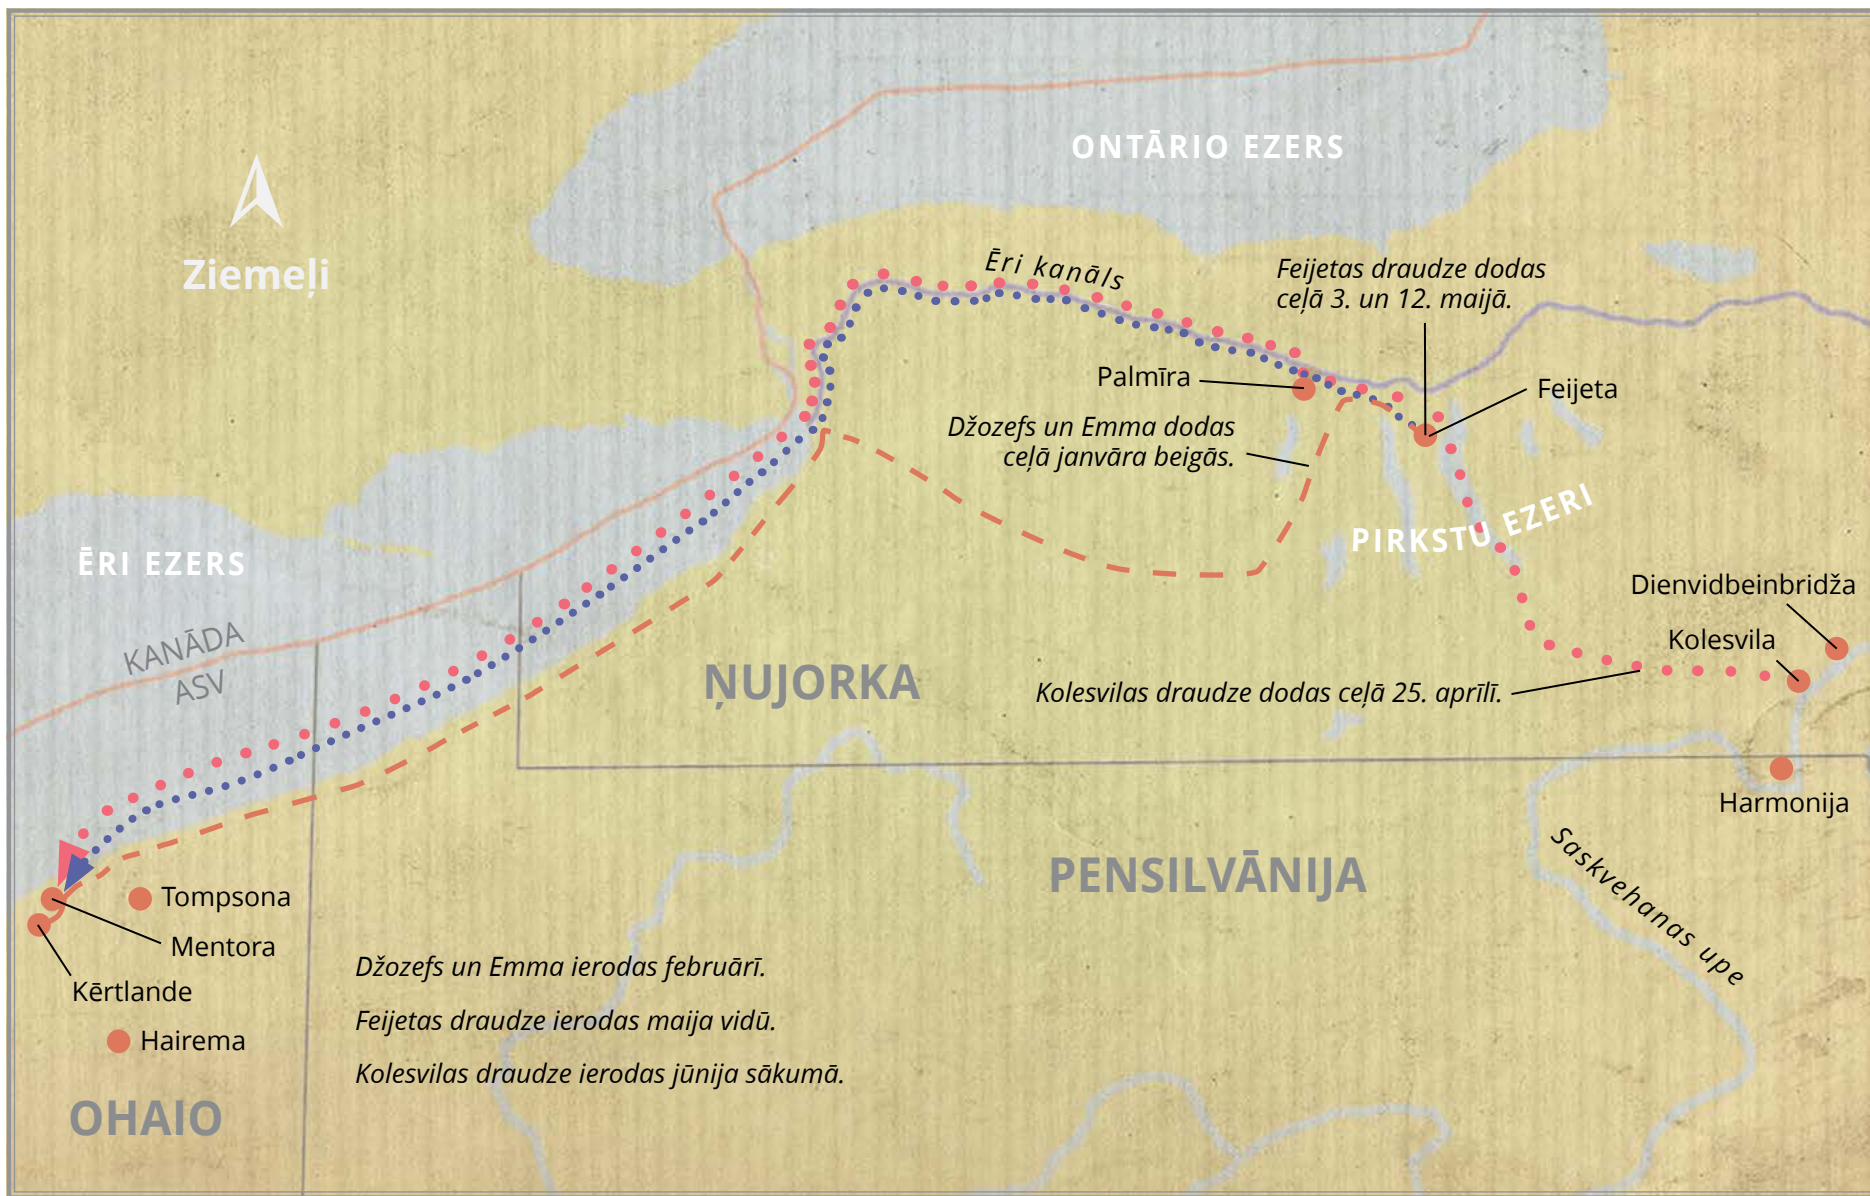 ONTĀRIO EZERS
Ziemeļi
Ēri kanāls
Feijetas draudze dodas
ceļā 3. un 12. maijā.
Palmīra
Feijeta
Džozefs un Emma dodas
ceļā janvāra beigās.
PIRKSTU EZERI
ĒRI EZERS
Dienvidbeinbridža
Kolesvila
KANĀDA
ASV
ŅUJORKA
Kolesvilas draudze dodas ceļā 25. aprīlī.
Harmonija
PENSILVĀNIJA
Saskvehanas upe
Tompsona
Mentora
Kērtlande
Hairema
Džozefs un Emma ierodas februārī.
Feijetas draudze ierodas maija vidū.
Kolesvilas draudze ierodas jūnija sākumā.
OHAIO